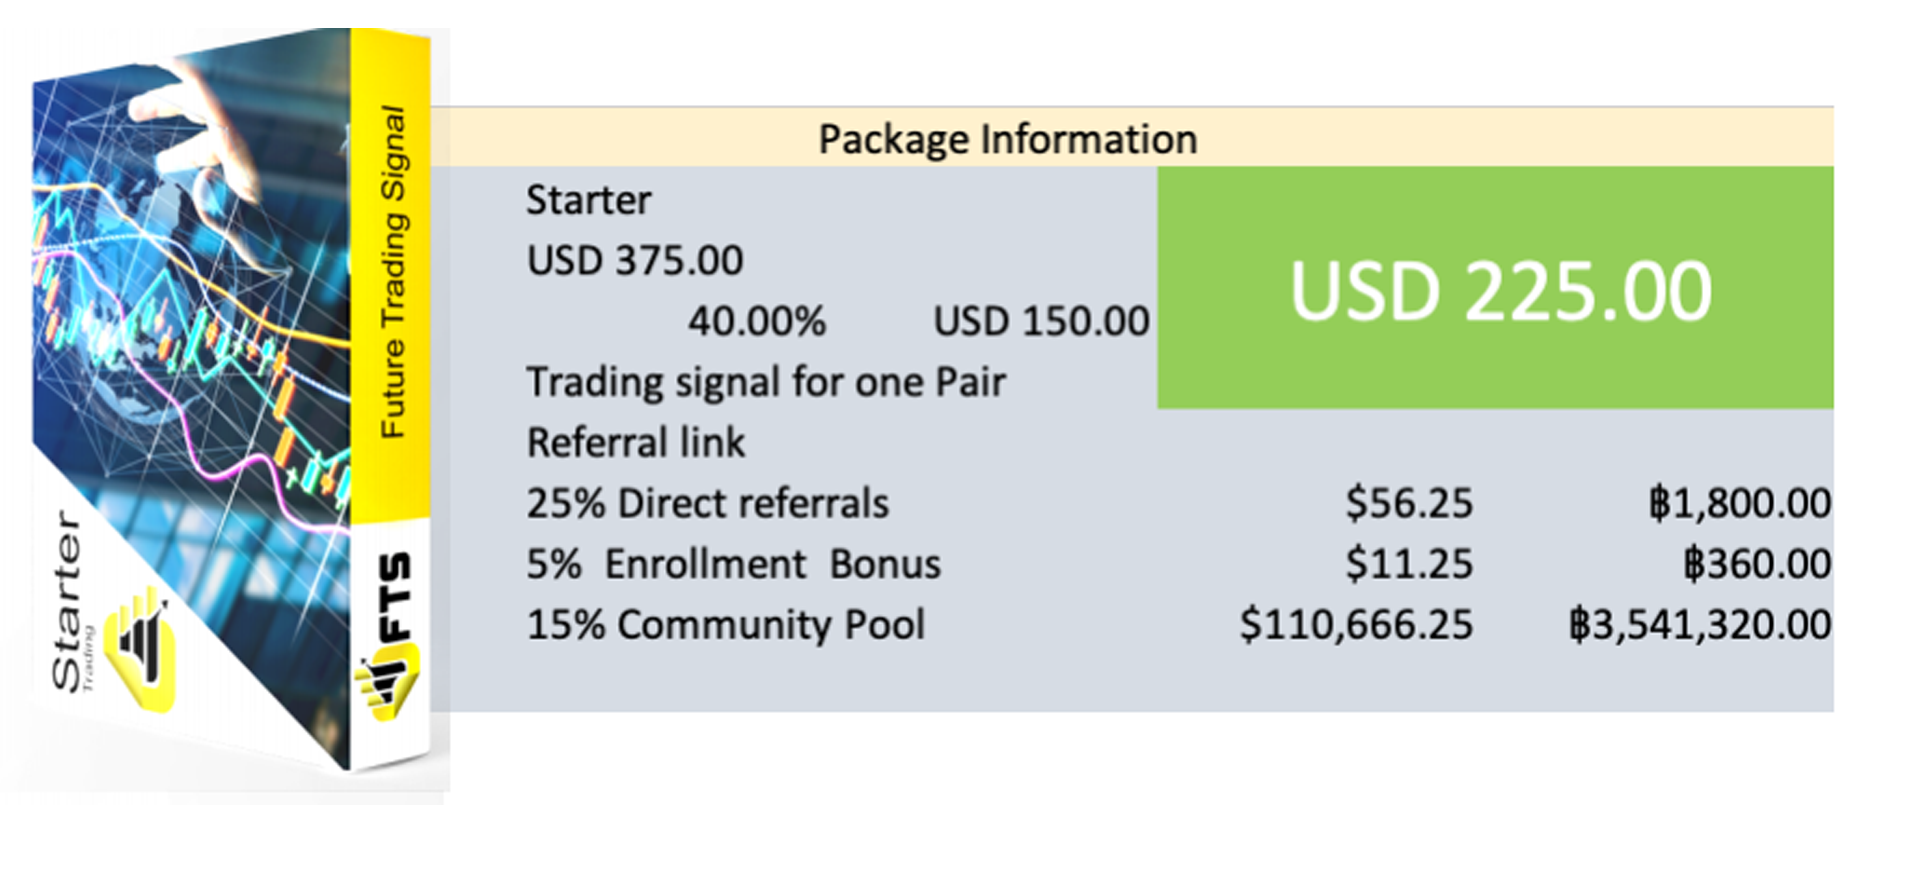 Future Trading Signal
FTS
Starter
Trading
Package Information
Starter
USD 375.00
40.00% USD 150.00
USD 225.00
Trading signal for one Pair
Referral link
25% Direct referrals $56.25 ฿1,800.00
5% Enrollment Bonus $11.25 ฿360.00
15% Community Pool $110,666.25 ฿3,541,320.00